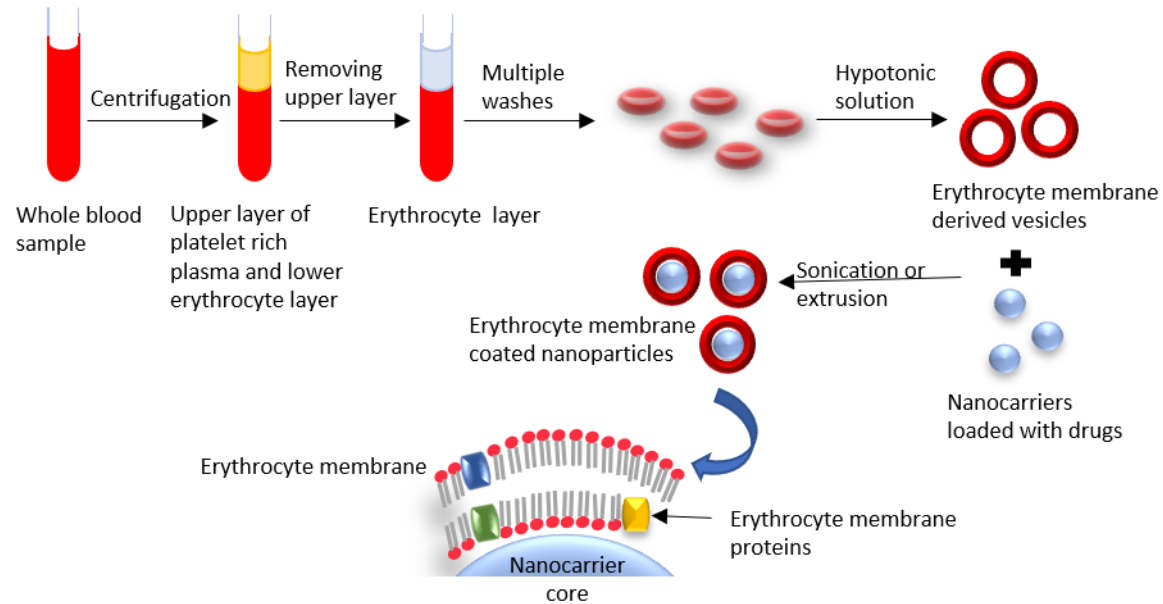 Centrifugation
Removing
upper layer
Multiple
washes
Hypotonic
solution
Whole blood
sample
Upper layer of
platelet rich
plasma and lower
erythrocyte layer
Erythrocyte layer
Erythrocyte membrane
derived vesicles
Sonication or
extrusion
Erythrocyte membrane
coated nanoparticles
Nanocarriers
loaded with drugs
Erythrocyte membrane
Erythrocyte membrane
proteins
Nanocarrier
core